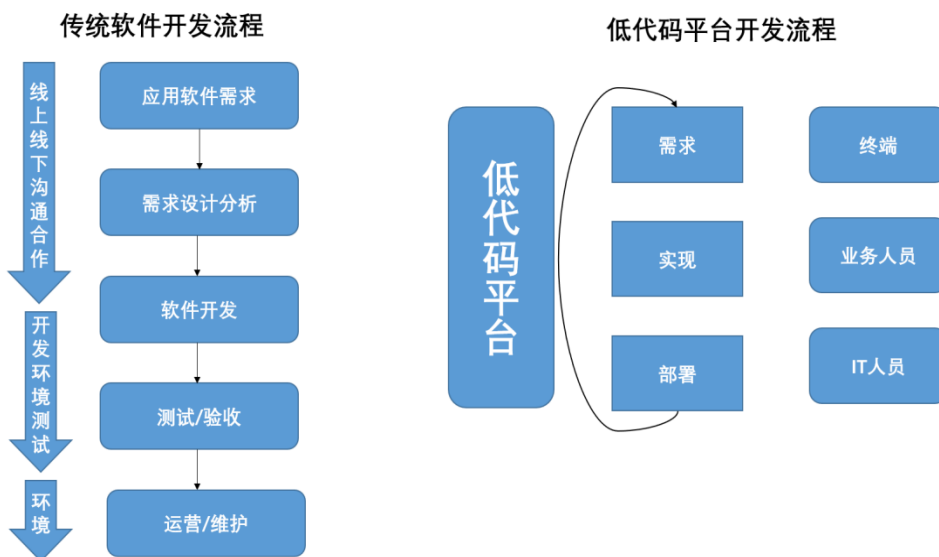 传统软件开发流程
线上线下沟通合作
开发环境测试
环境
应用软件需求
需求设计分析
软件开发
测试/验收
运营/维护
低代码平台开发流程
低代码平台
需求
实现
部署
终端
业务人员
IT人员